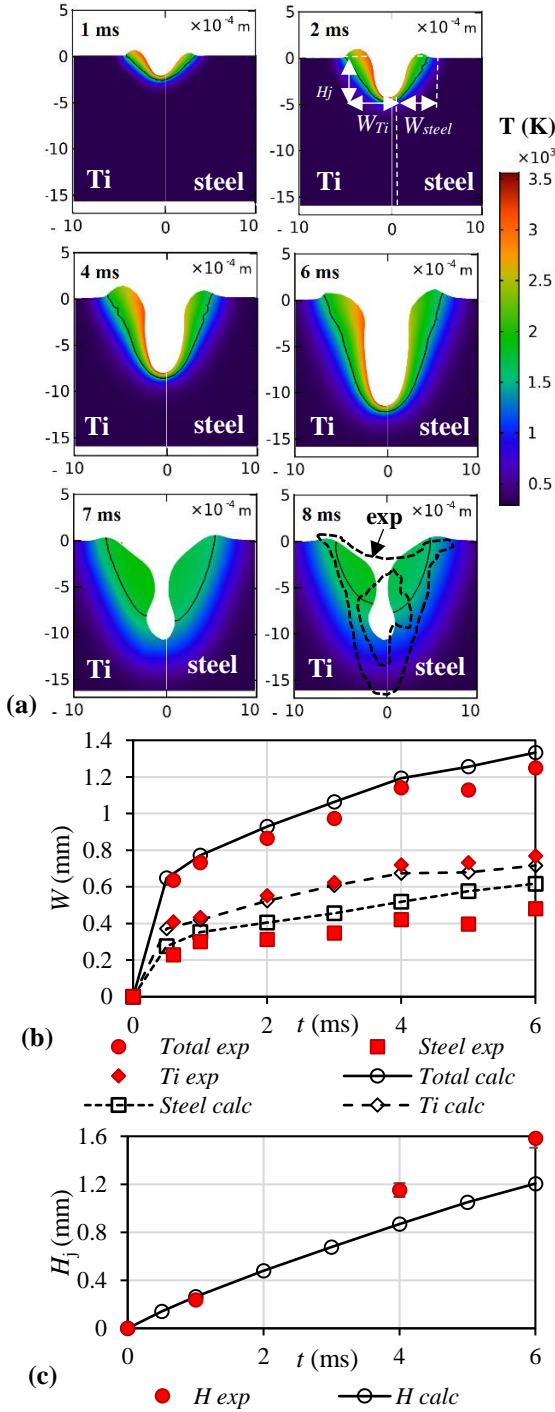 1 ms
×10⁻⁴ m
5
0
-5
-10
-15
Ti
steel
- 10
0
10
2 ms
×10⁻⁴ m
5
0
-5
-10
-15
Hj
W_Ti
W_steel
Ti
steel
- 10
0
10
T (K)
×10³
3.5
3
2.5
2
1.5
1
0.5
4 ms
×10⁻⁴ m
5
0
-5
-10
-15
Ti
steel
- 10
0
10
6 ms
×10⁻⁴ m
5
0
-5
-10
-15
Ti
steel
- 10
0
10
7 ms
×10⁻⁴ m
5
0
-5
-10
-15
Ti
steel
- 10
0
10
8 ms
×10⁻⁴ m
exp
5
0
-5
-10
-15
Ti
steel
- 10
0
10
(a)
1.4
1.2
1
0.8
0.6
0.4
0.2
0
W (mm)
0
2
4
6
t (ms)
(b)
Total exp
Steel exp
Ti exp
Total calc
Steel calc
Ti calc
1.6
1.2
0.8
0.4
0
H_j (mm)
0
2
4
6
t (ms)
(c)
H exp
H calc